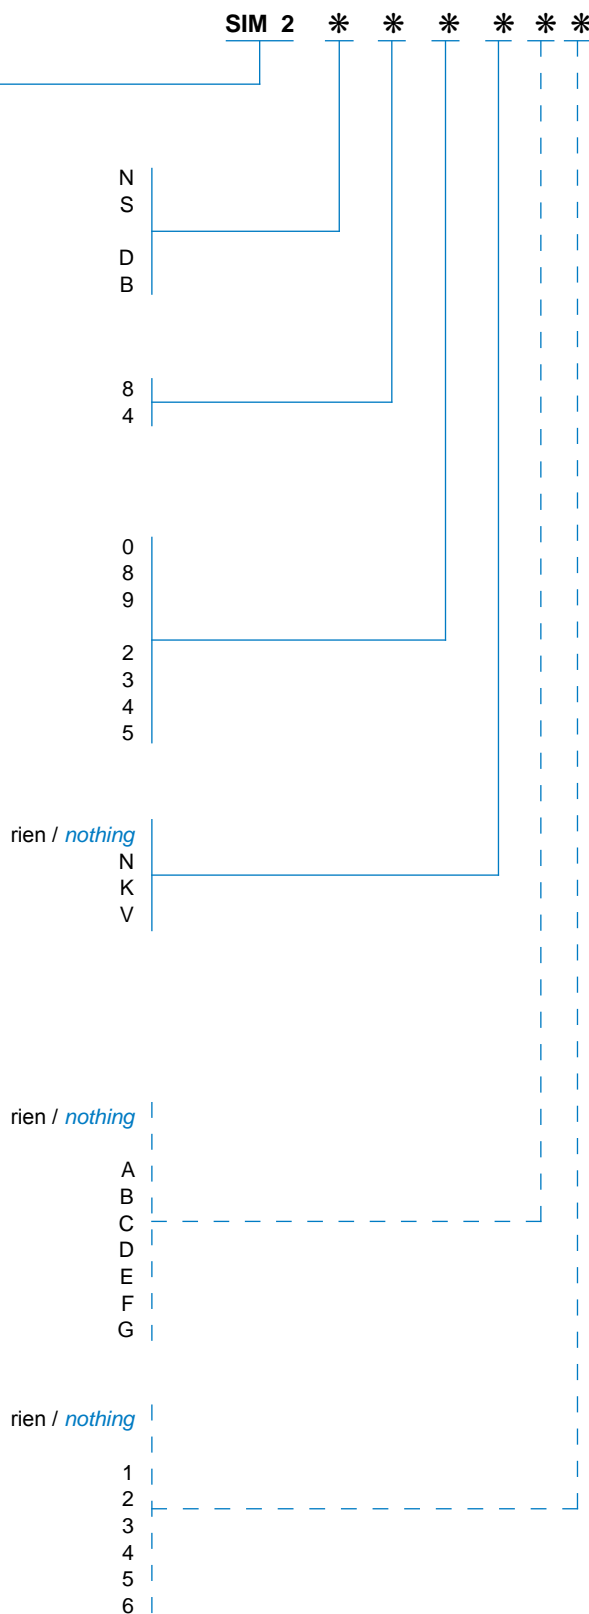 SIM 2 ❋ ❋ ❋ ❋ ❋ ❋
N
S
D
B
8
4
0
8
9
2
3
4
5
rien / nothing
N
K
V
rien / nothing
A
B
C
D
E
F
G
rien / nothing
1
2
3
4
5
6